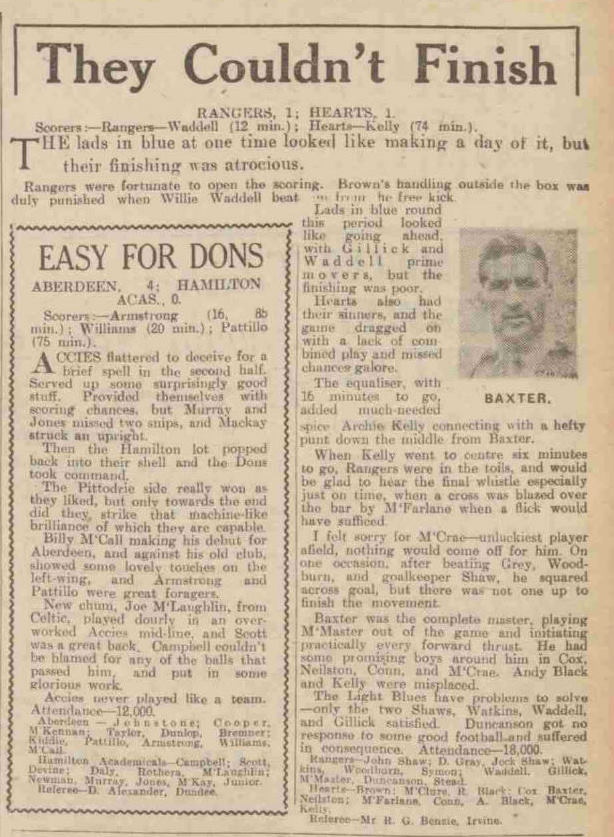 They Couldn't Finish
RANGERS, 1; HEARTS, 1.
Scorers:—Rangers—Waddell (12 min.); Hearts—Kelly (74 min.).
THE lads in blue at one time looked like making a day of it, but
their finishing was atrocious.
Rangers were fortunate to open the scoring. Brown's handling outside the box was
duly punished when Willie Waddell beat from the free kick.
Lads in blue round
this period looked
like going ahead,
with Gillick and
Waddell prime
movers, but the
finishing was poor.
Hearts also had
their sinners, and the
game dragged on
with a lack of com-
bined play and missed
chances galore.
The equaliser, with
16 minutes to go,
added much-needed
BAXTER.
spice Archie Kelly connecting with a hefty
punt down the middle from Baxter.
When Kelly went to centre six minutes
to go, Rangers were in the toils, and would
be glad to hear the final whistle especially
just on time, when a cross was blazed over
the bar by M'Farlane when a flick would
have sufficed.
I felt sorry for M'Crae—unluckiest player
afield, nothing would come off for him. On
one occasion, after beating Grey, Wood-
burn, and goalkeeper Shaw, he squared
across goal, but there was not one up to
finish the movement.
Baxter was the complete master, playing
M'Master out of the game and initiating
practically every forward thrust. He had
some promising boys around him in Cox,
Neilston, Conn, and M'Crae. Andy Black
and Kelly were misplaced.
The Light Blues have problems to solve
—only the two Shaws, Watkins, Waddell,
and Gillick satisfied. Duncanson got no
response to some good football and suffered
in consequence. Attendance—18,000.
Rangers—John Shaw; D. Gray, Jock Shaw; Wat-
kins, Woodburn, Symon; Waddell, Gillick,
M'Master, Duncanson, Stead.
Hearts—Brown; M'Clure, R. Black; Cox, Baxter,
Neilston; M'Farlane, Conn, A. Black, M'Crae,
Kelly.
Referee—Mr R. G. Benzie, Irvine.
EASY FOR DONS
ABERDEEN, 4; HAMILTON
ACAS., 0.
Scorers:—Armstrong (16, 85
min.); Williams (20 min.); Pattillo
(75 min.).
ACCIES flattered to deceive for a
brief spell in the second half.
Served up some surprisingly good
stuff. Provided themselves with
scoring chances, but Murray and
Jones missed two snips, and Mackay
struck an upright.
Then the Hamilton lot popped
back into their shell and the Dons
took command.
The Pittodrie side really won as
they liked, but only towards the end
did they strike that machine-like
brilliance of which they are capable.
Billy M'Call making his debut for
Aberdeen, and against his old club,
showed some lovely touches on the
left-wing, and Armstrong and
Pattillo were great foragers.
New chum, Joe M'Laughlin, from
Celtic, played dourly in an over-
worked Accies mid-line, and Scott
was a great back. Campbell couldn't
be blamed for any of the balls that
passed him, and put in some
glorious work.
Accies never played like a team.
Attendance—12,000.
Aberdeen—Johnstone; Cooper,
M'Kennan; Taylor, Dunlop, Bremner;
Kiddie, Pattillo, Armstrong, Williams,
M'Call.
Hamilton Academicals—Campbell; Scott,
Devine; Daly, Rothera, M'Laughlin;
Newman, Murray, Jones, M'Kay, Junior.
Referee—D. Alexander, Dundee.